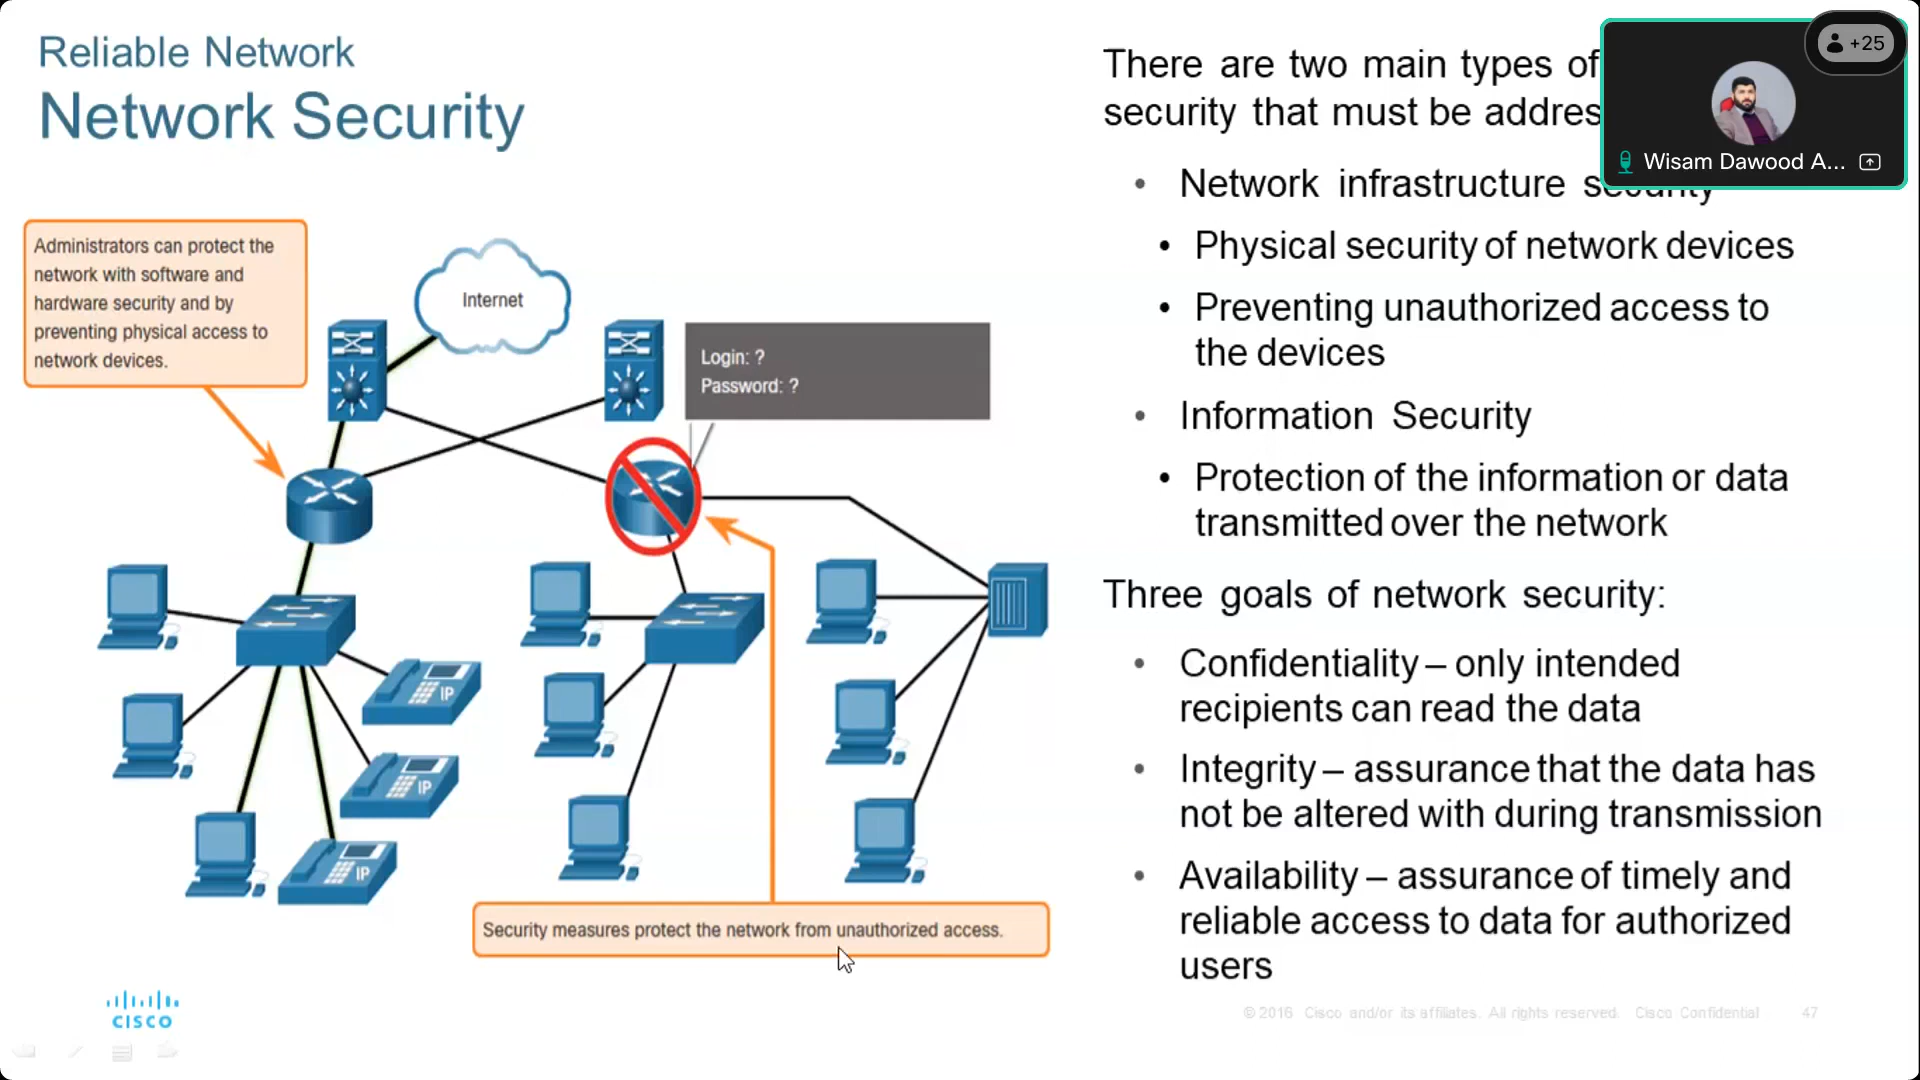 Reliable Network
Network Security
Administrators can protect the
network with software and
hardware security and by
preventing physical access to
network devices.
Internet
Login: ?
Password: ?
IP
IP
IP
Security measures protect the network from unauthorized access.
CISCO
There are two main types of
security that must be addres
• Network infrastructure security
• Physical security of network devices
• Preventing unauthorized access to
the devices
• Information Security
• Protection of the information or data
transmitted over the network
Three goals of network security:
• Confidentiality – only intended
recipients can read the data
• Integrity – assurance that the data has
not be altered with during transmission
• Availability – assurance of timely and
reliable access to data for authorized
users
© 2016 Cisco and/or its affiliates. All rights reserved. Cisco Confidential 47
+25
Wisam Dawood A...